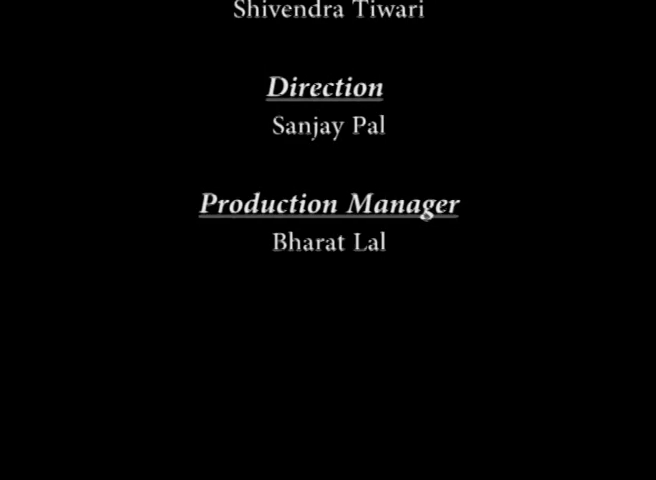 Shivendra Tiwari
Direction
Sanjay Pal
Production Manager
Bharat Lal